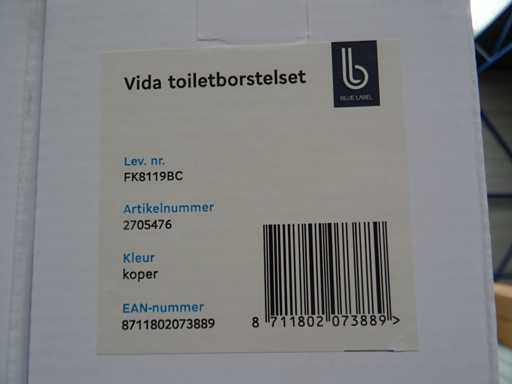 Vida toiletborstelset
BLUE LABEL
Lev. nr.
FK8119BC
Artikelnummer
2705476
Kleur
koper
EAN-nummer
8711802073889
8 711802 073889 >